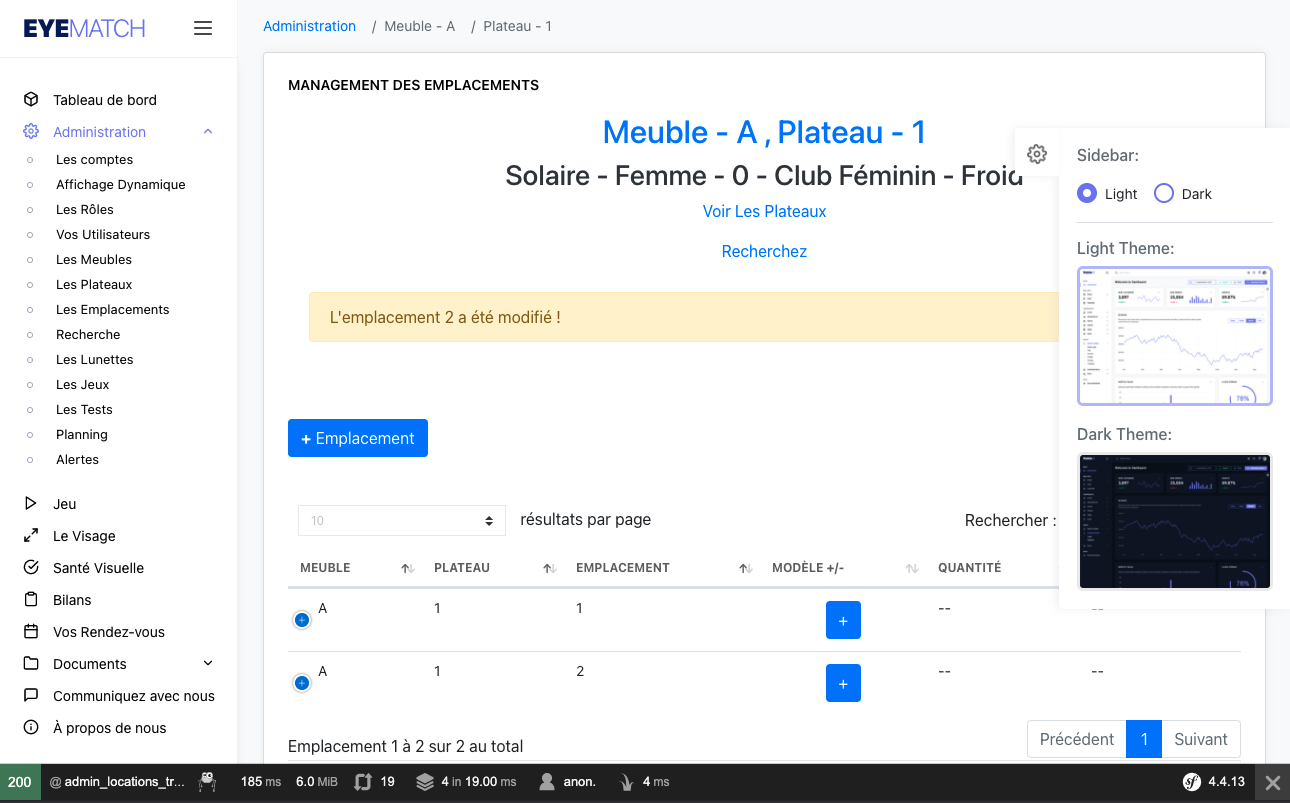 EYEMATCH
Administration / Meuble - A / Plateau - 1
MANAGEMENT DES EMPLACEMENTS
Meuble - A , Plateau - 1
Solaire - Femme - 0 - Club Féminin - Froid
Voir Les Plateaux
Recherchez
L'emplacement 2 a été modifié !
+ Emplacement
10 résultats par page
Rechercher :
MEUBLE PLATEAU EMPLACEMENT MODÈLE +/- QUANTITÉ
A 1 1 + -- --
A 1 2 + -- --
Emplacement 1 à 2 sur 2 au total
Précédent 1 Suivant
Tableau de bord
Administration
Les comptes
Affichage Dynamique
Les Rôles
Vos Utilisateurs
Les Meubles
Les Plateaux
Les Emplacements
Recherche
Les Lunettes
Les Jeux
Les Tests
Planning
Alertes
Jeu
Le Visage
Santé Visuelle
Bilans
Vos Rendez-vous
Documents
Communiquez avec nous
À propos de nous
Sidebar:
Light Dark
Light Theme:
Dark Theme:
200 @ admin_locations_tr... 185 ms 6.0 MiB 19 4 in 19.00 ms anon. 4 ms sf 4.4.13